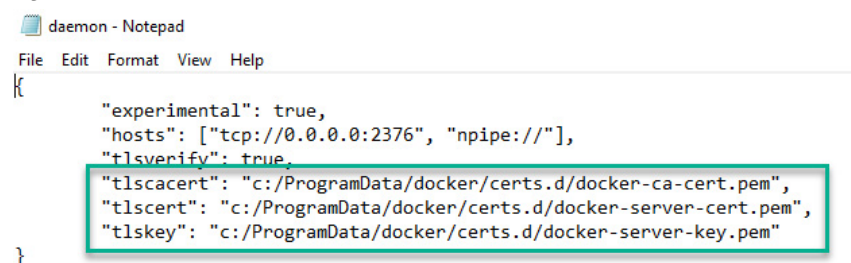 daemon - Notepad
File Edit Format View Help
{
"experimental": true,
"hosts": ["tcp://0.0.0.0:2376", "npipe://"],
"tlsverify": true,
"tlscacert": "c:/ProgramData/docker/certs.d/docker-ca-cert.pem",
"tlscert": "c:/ProgramData/docker/certs.d/docker-server-cert.pem",
"tlskey": "c:/ProgramData/docker/certs.d/docker-server-key.pem"
}